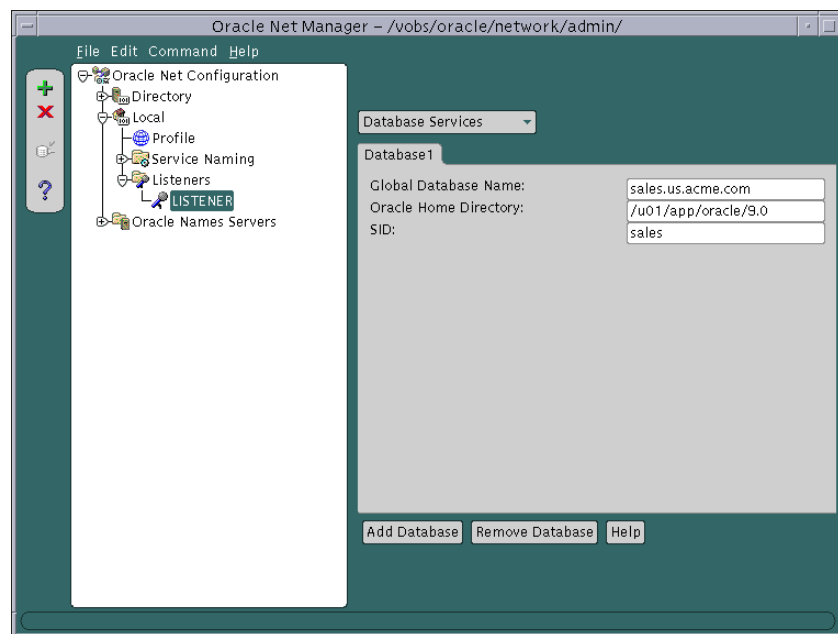 Oracle Net Manager – /vobs/oracle/network/admin/
File Edit Command Help
Oracle Net Configuration
Directory
Local
Profile
Service Naming
Listeners
LISTENER
Oracle Names Servers
Database Services
Database1
Global Database Name: sales.us.acme.com
Oracle Home Directory: /u01/app/oracle/9.0
SID: sales
Add Database Remove Database Help